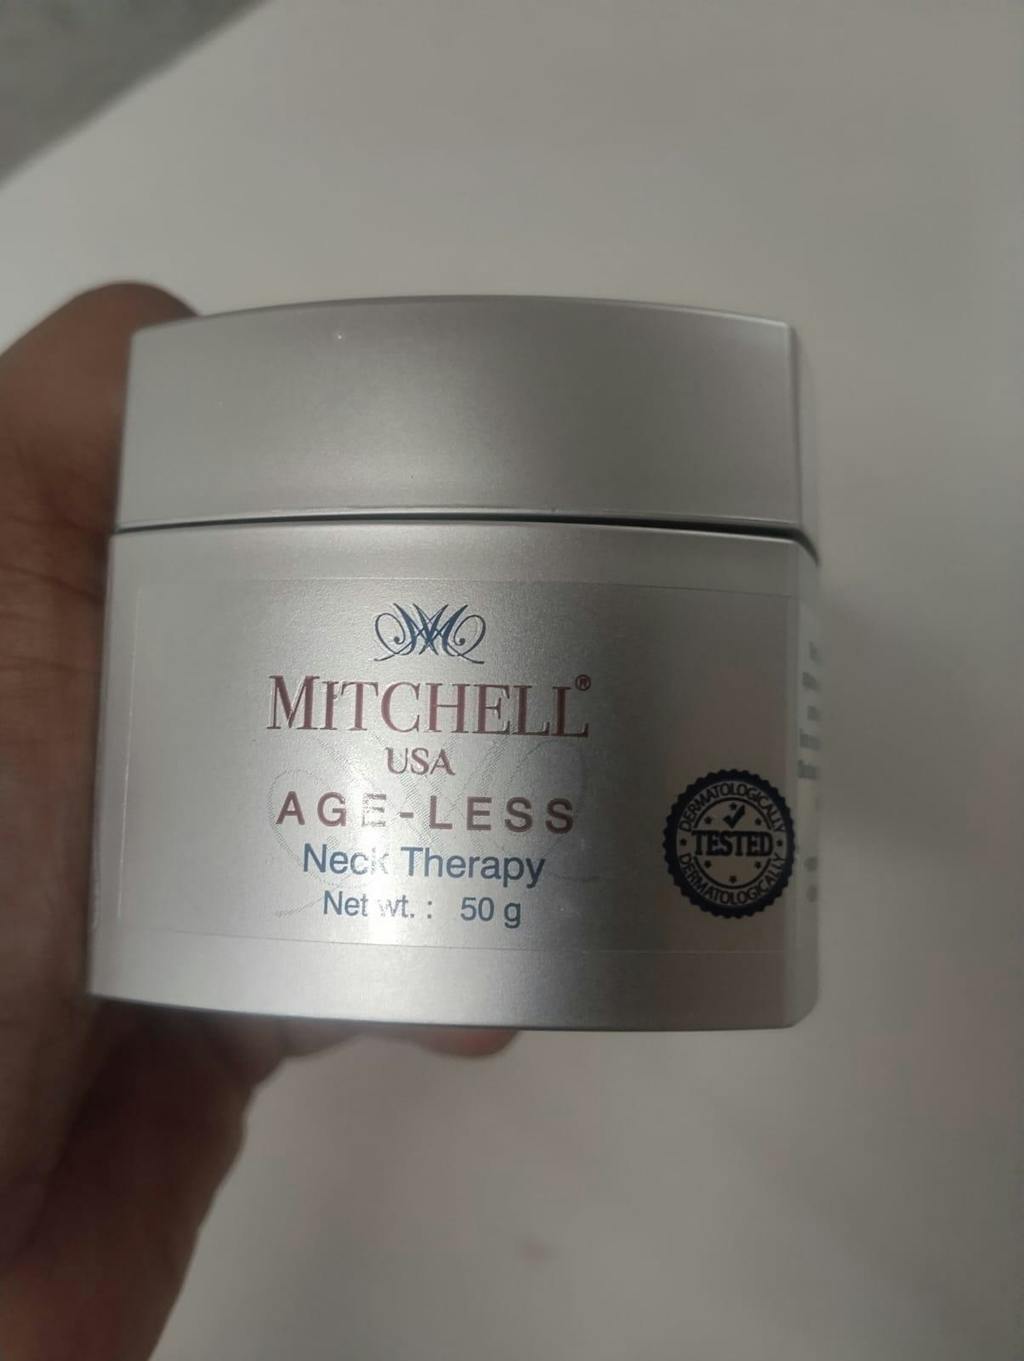 MITCHELL®
USA
AGE-LESS
Neck Therapy
Net wt. : 50 g
DERMATOLOGICALLY
TESTED
DERMATOLOGICALLY